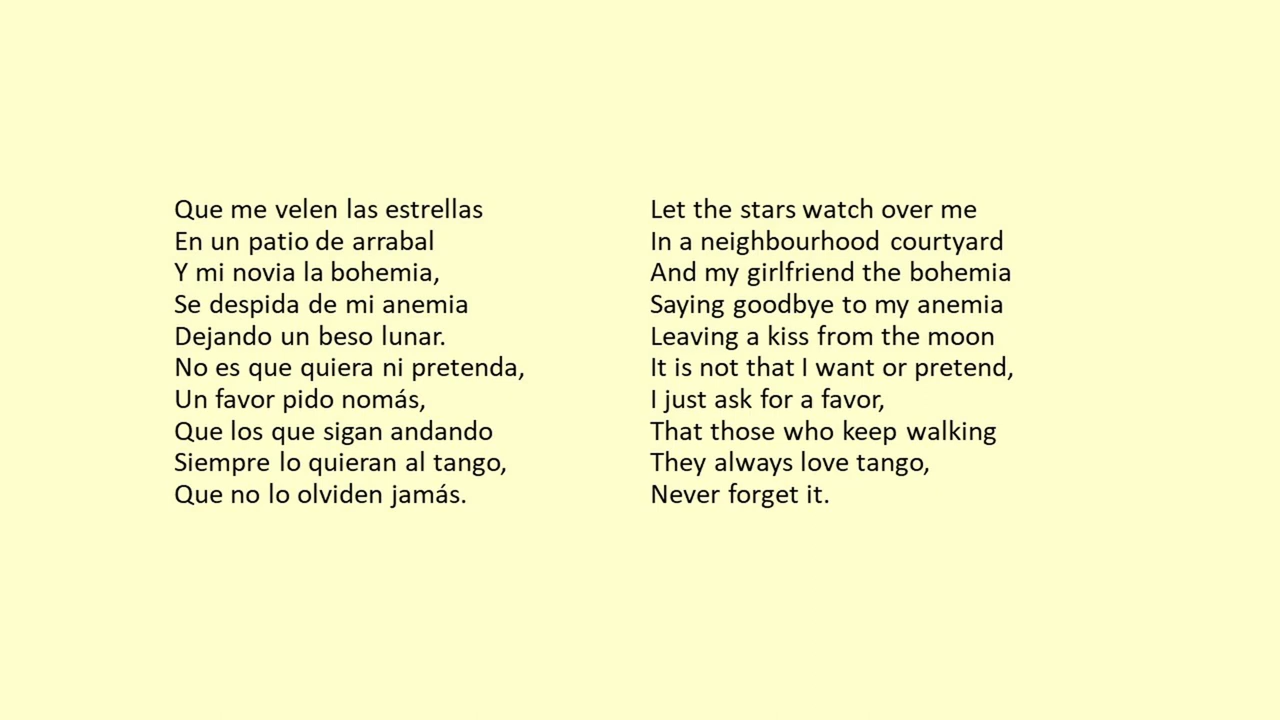 Que me velen las estrellas
En un patio de arrabal
Y mi novia la bohemia,
Se despida de mi anemia
Dejando un beso lunar.
No es que quiera ni pretenda,
Un favor pido nomás,
Que los que sigan andando
Siempre lo quieran al tango,
Que no lo olviden jamás.
Let the stars watch over me
In a neighbourhood courtyard
And my girlfriend the bohemia
Saying goodbye to my anemia
Leaving a kiss from the moon
It is not that I want or pretend,
I just ask for a favor,
That those who keep walking
They always love tango,
Never forget it.